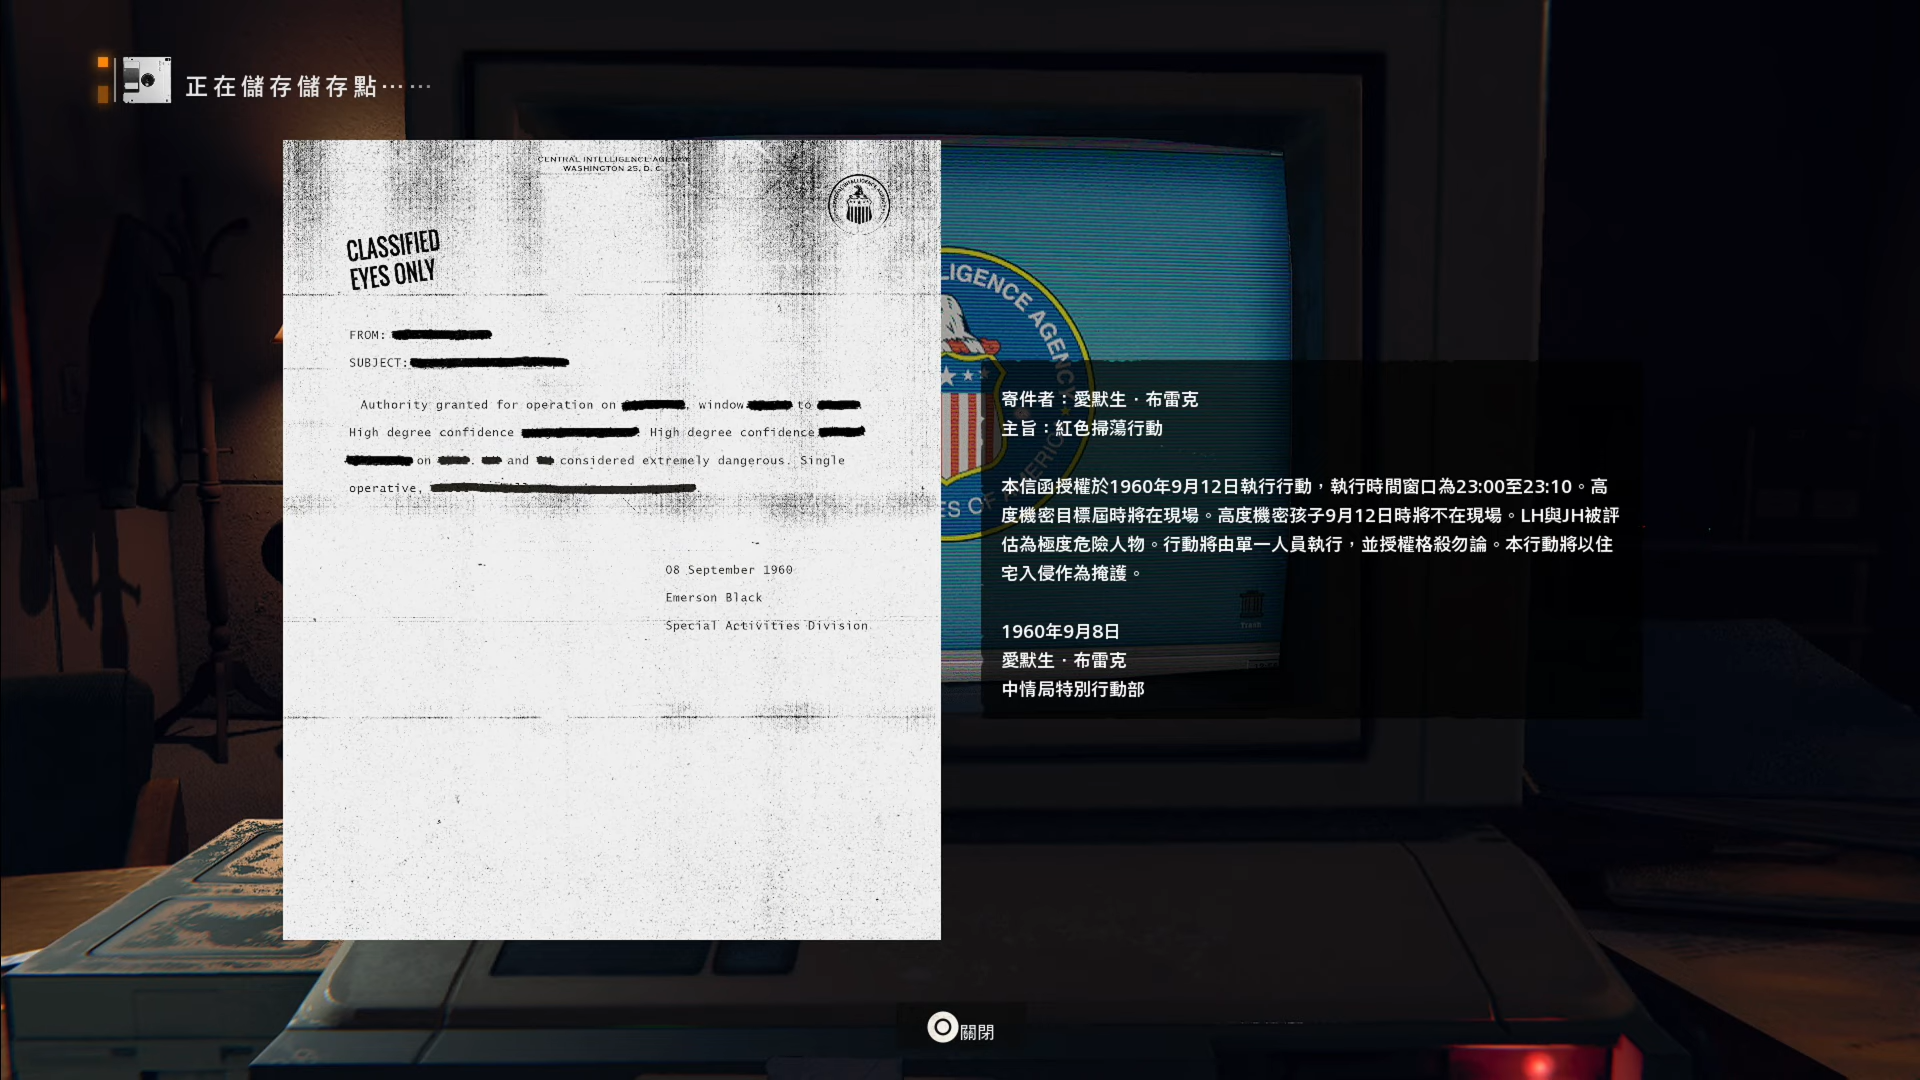 正在儲存儲存點⋯⋯
CENTRAL INTELLIGENCE AGENCY
WASHINGTON 25, D. C.
CLASSIFIED
EYES ONLY
FROM:
SUBJECT:
Authority granted for operation on , window to
High degree confidence . High degree confidence
on . and considered extremely dangerous. Single
operative,
08 September 1960
Emerson Black
Special Activities Division
LIGENCE AGENCY
ES OF AMERICA
寄件者：愛默生．布雷克
主旨：紅色掃蕩行動
本信函授權於1960年9月12日執行行動，執行時間窗口為23:00至23:10。高
度機密目標屆時將在現場。高度機密孩子9月12日時將不在現場。LH與JH被評
估為極度危險人物。行動將由單一人員執行，並授權格殺勿論。本行動將以住
宅入侵作為掩護。
1960年9月8日
愛默生．布雷克
中情局特別行動部
Trash
關閉